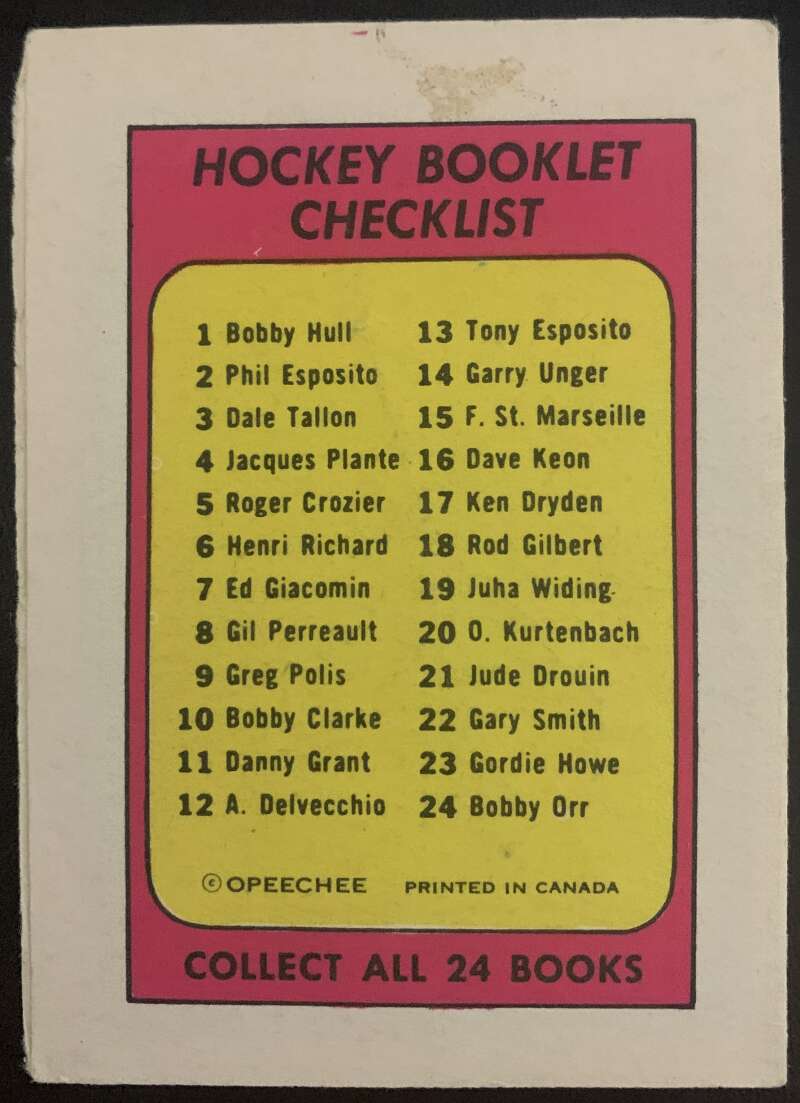 HOCKEY BOOKLET
CHECKLIST
1 Bobby Hull
2 Phil Esposito
3 Dale Tallon
4 Jacques Plante
5 Roger Crozier
6 Henri Richard
7 Ed Giacomin
8 Gil Perreault
9 Greg Polis
10 Bobby Clarke
11 Danny Grant
12 A. Delvecchio
13 Tony Esposito
14 Garry Unger
15 F. St. Marseille
16 Dave Keon
17 Ken Dryden
18 Rod Gilbert
19 Juha Widing
20 O. Kurtenbach
21 Jude Drouin
22 Gary Smith
23 Gordie Howe
24 Bobby Orr
© OPEECHEE PRINTED IN CANADA
COLLECT ALL 24 BOOKS